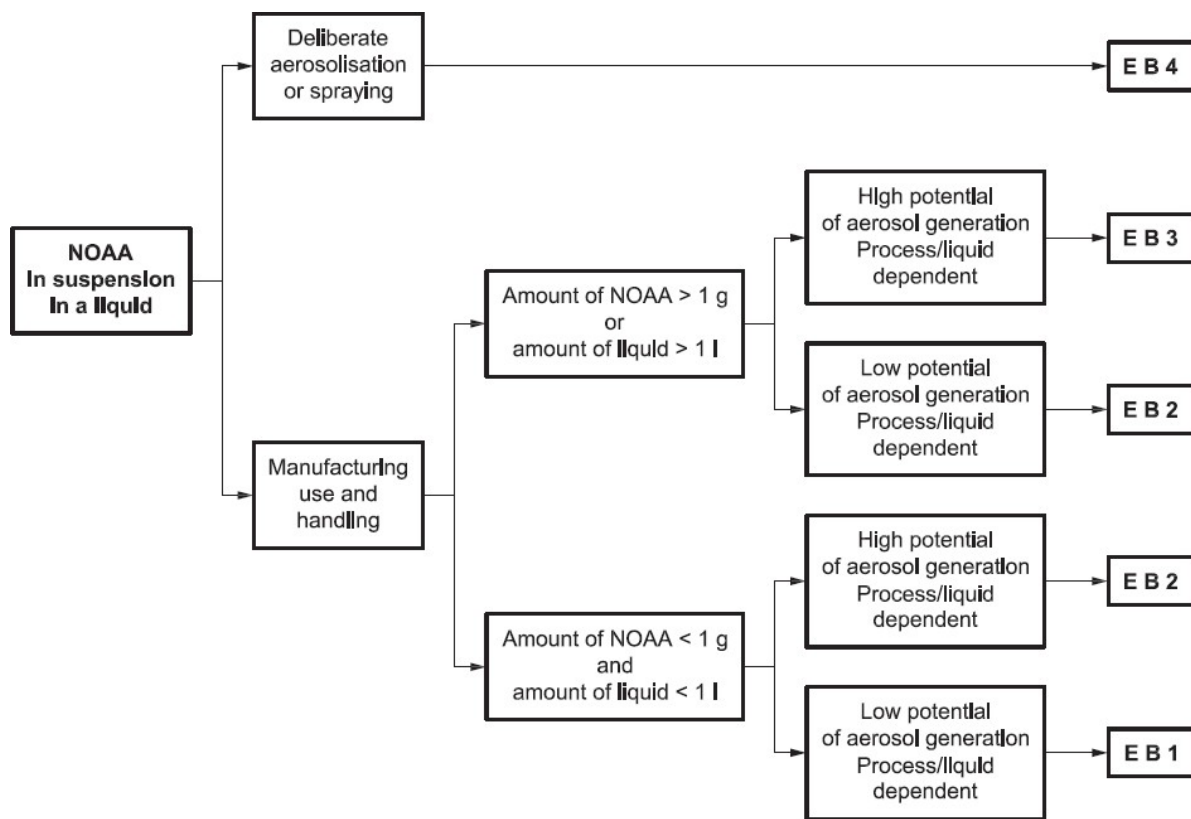 Deliberate
aerosolisation
or spraying
E B 4
NOAA
In suspension
In a liquid
Manufacturing
use and
handling
Amount of NOAA > 1 g
or
amount of liquid > 1 l
High potential
of aerosol generation
Process/liquid
dependent
E B 3
Low potential
of aerosol generation
Process/liquid
dependent
E B 2
Amount of NOAA < 1 g
and
amount of liquid < 1 l
High potential
of aerosol generation
Process/liquid
dependent
E B 2
Low potential
of aerosol generation
Process/liquid
dependent
E B 1